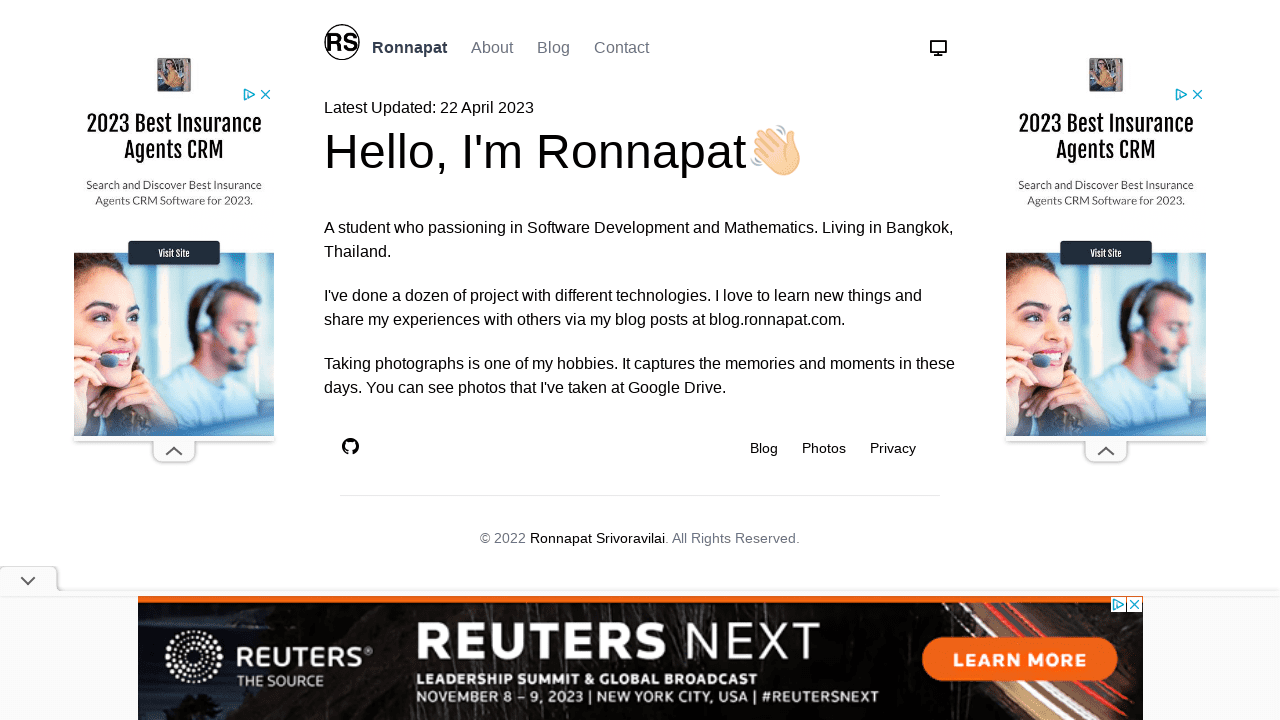 RS Ronnapat About Blog Contact
Latest Updated: 22 April 2023
Hello, I'm Ronnapat👋🏻
A student who passioning in Software Development and Mathematics. Living in Bangkok,
Thailand.
I've done a dozen of project with different technologies. I love to learn new things and
share my experiences with others via my blog posts at blog.ronnapat.com.
Taking photographs is one of my hobbies. It captures the memories and moments in these
days. You can see photos that I've taken at Google Drive.
Blog Photos Privacy
© 2022 Ronnapat Srivoravilai. All Rights Reserved.
2023 Best Insurance
Agents CRM
Search and Discover Best Insurance
Agents CRM Software for 2023.
Visit Site
2023 Best Insurance
Agents CRM
Search and Discover Best Insurance
Agents CRM Software for 2023.
Visit Site
REUTERS®
THE SOURCE
REUTERS NEXT
LEADERSHIP SUMMIT & GLOBAL BROADCAST
NOVEMBER 8 – 9, 2023 | NEW YORK CITY, USA | #REUTERSNEXT
LEARN MORE